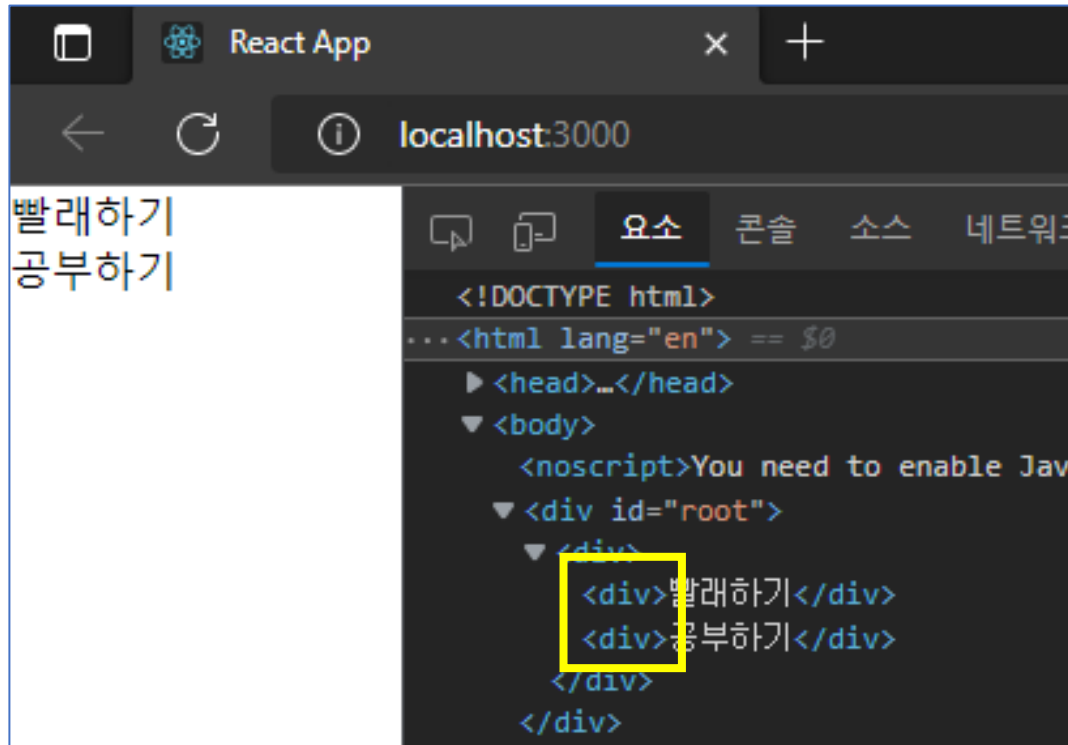 React App
localhost:3000
빨래하기
공부하기
요소 콘솔 소스
<!DOCTYPE html>
<html lang="en"> == $0
<head>…</head>
<body>
<noscript>You need to enable
<div id="root">
<div>
<div>빨래하기</div>
<div>공부하기</div>
</div>
</div>